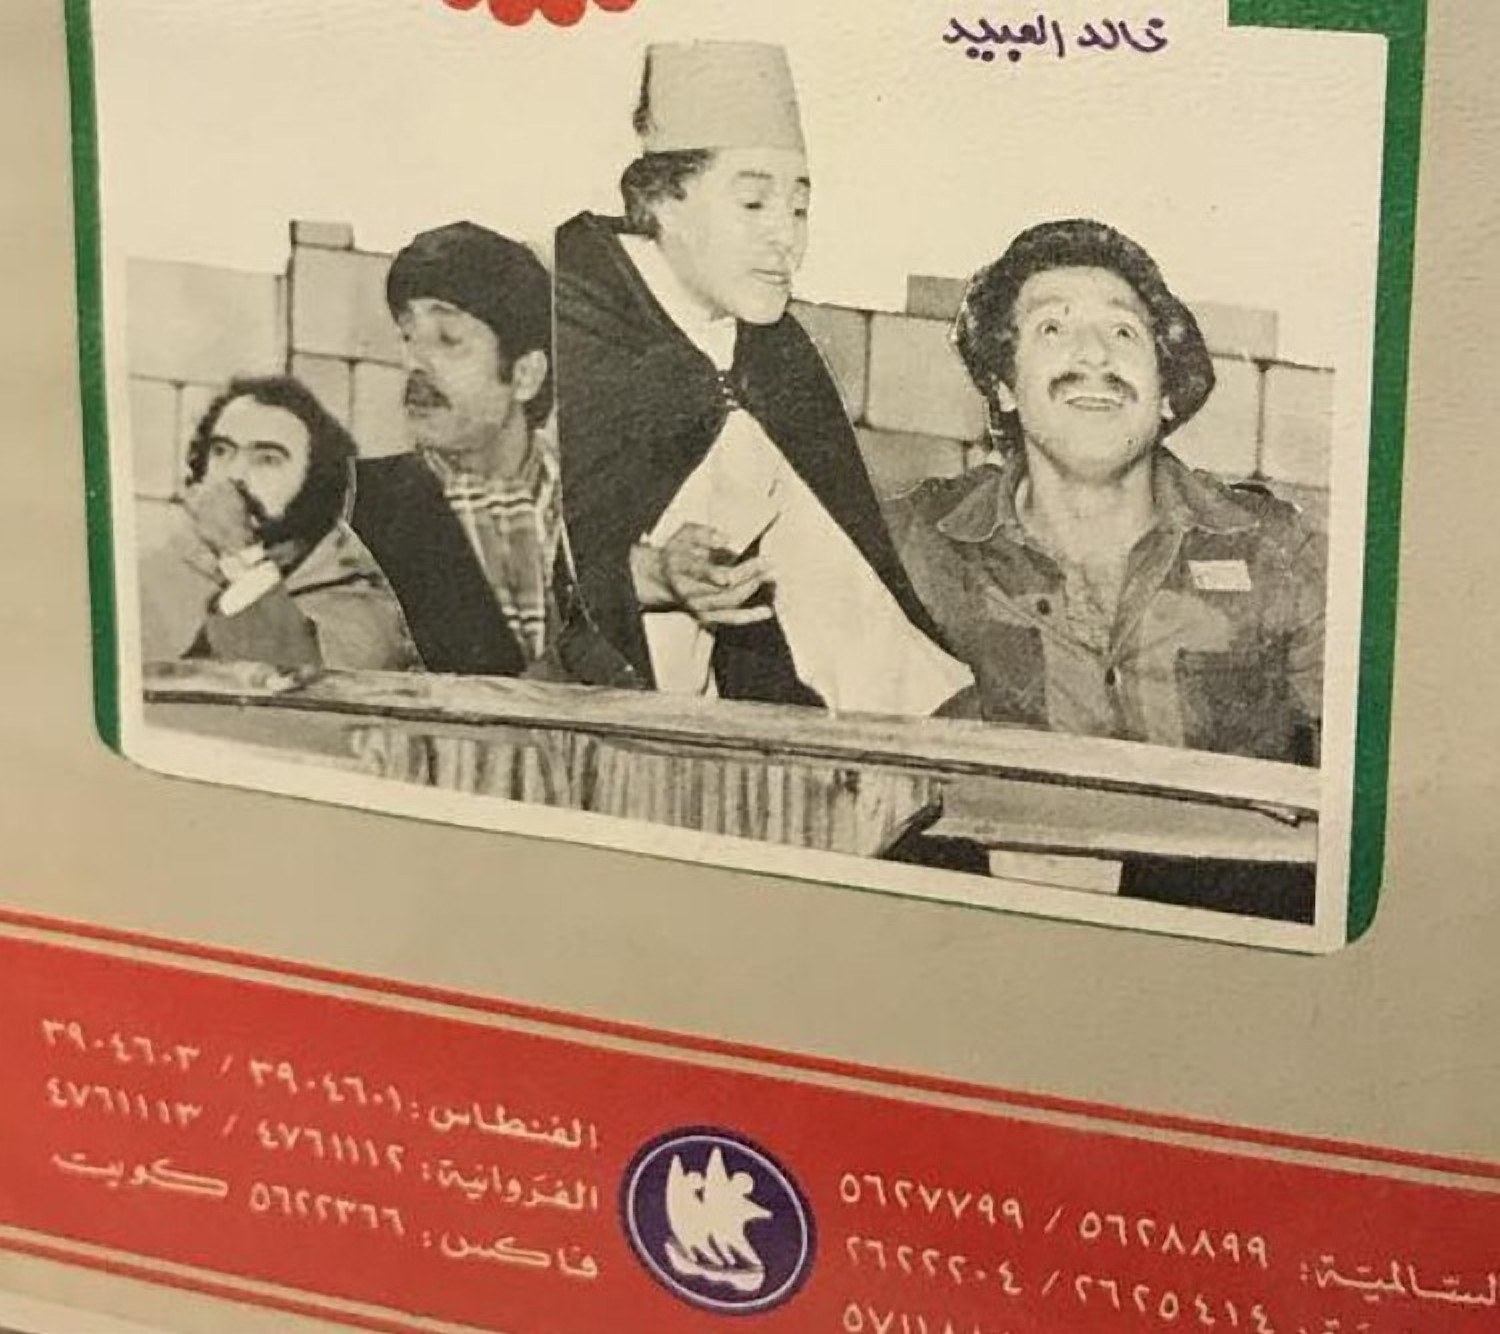 خالد العبيد
السالمية: ٥٦٢٨٨٩٩ / ٥٦٢٧٧٩٩
٢٦٢٥٤١٤ / ٢٦٢٢٢٠٤
الفنطاس: ٣٩٠٤٦٠١ / ٣٩٠٤٦٠٣
الفروانية: ٤٧٦١١١٢ / ٤٧٦١١١٣
فاكس: ٥٦٢٢٣٦٦ كويت